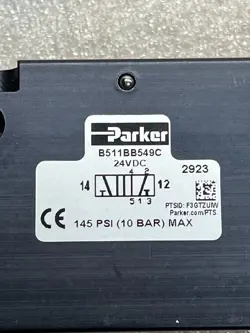 Parker
B511BB549C
24VDC
2923
4 2
14 12
5 1 3
PTSID: F3GTZUIW
Parker.com/PTS
CE
145 PSI (10 BAR) MAX